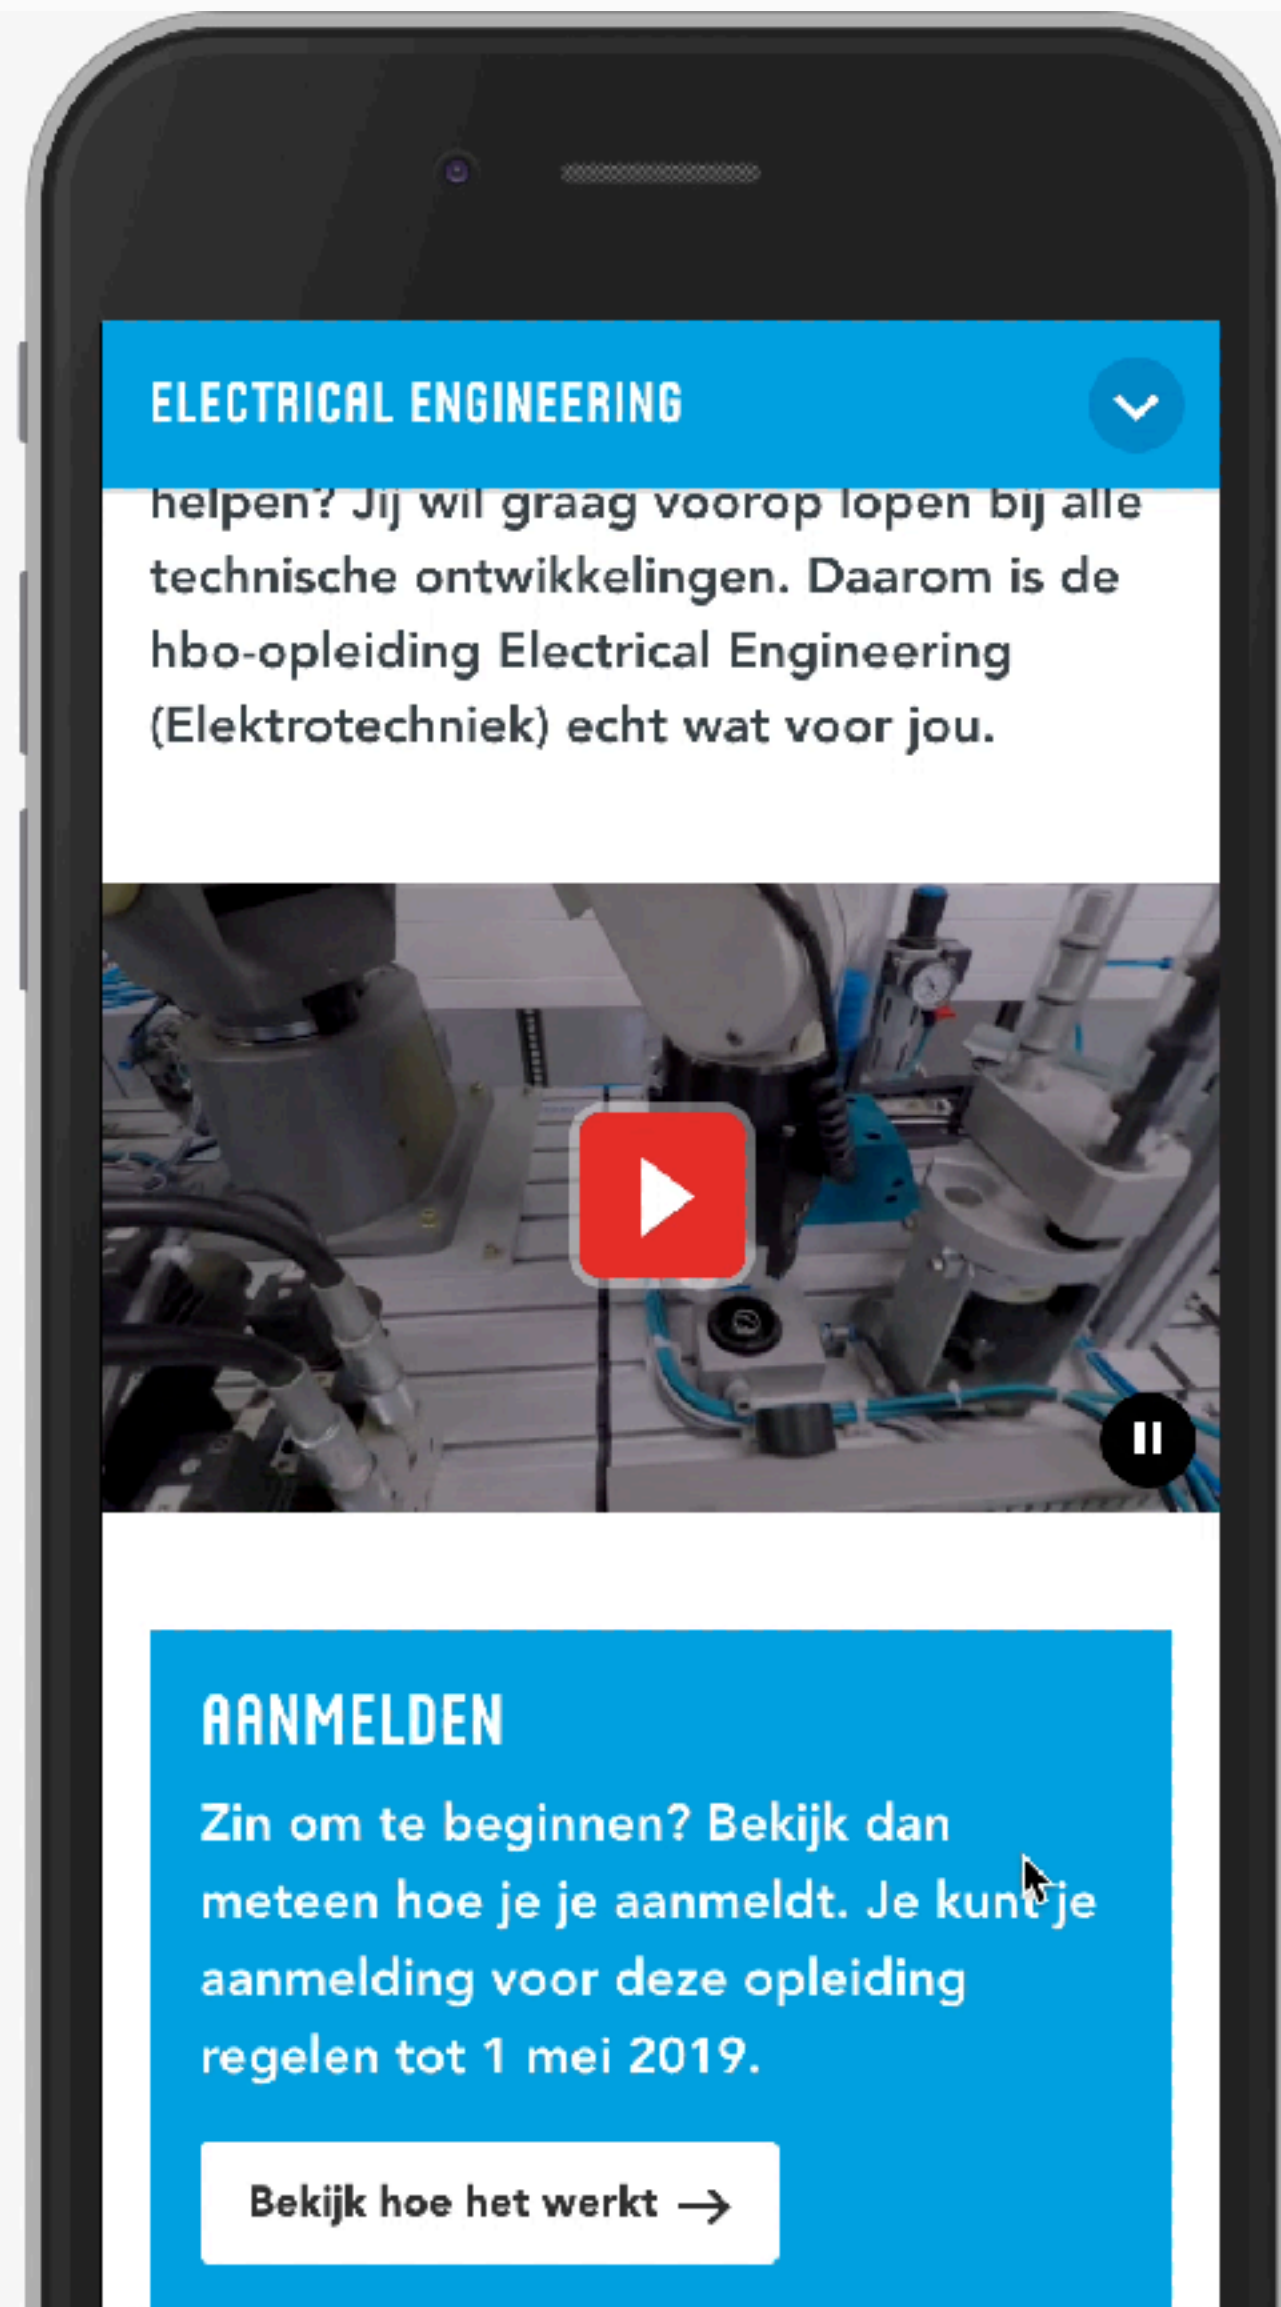 ELECTRICAL ENGINEERING
helpen? Jij wil graag voorop lopen bij alle
technische ontwikkelingen. Daarom is de
hbo-opleiding Electrical Engineering
(Elektrotechniek) echt wat voor jou.
AANMELDEN
Zin om te beginnen? Bekijk dan
meteen hoe je je aanmeldt. Je kunt je
aanmelding voor deze opleiding
regelen tot 1 mei 2019.
Bekijk hoe het werkt →